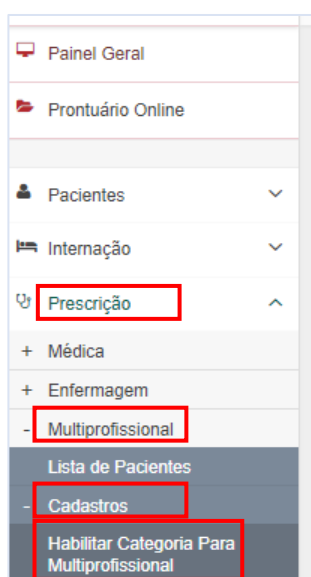 Painel Geral
Prontuário Online
Pacientes
Internação
Prescrição
+ Médica
+ Enfermagem
- Multiprofissional
Lista de Pacientes
- Cadastros
Habilitar Categoria Para
Multiprofissional